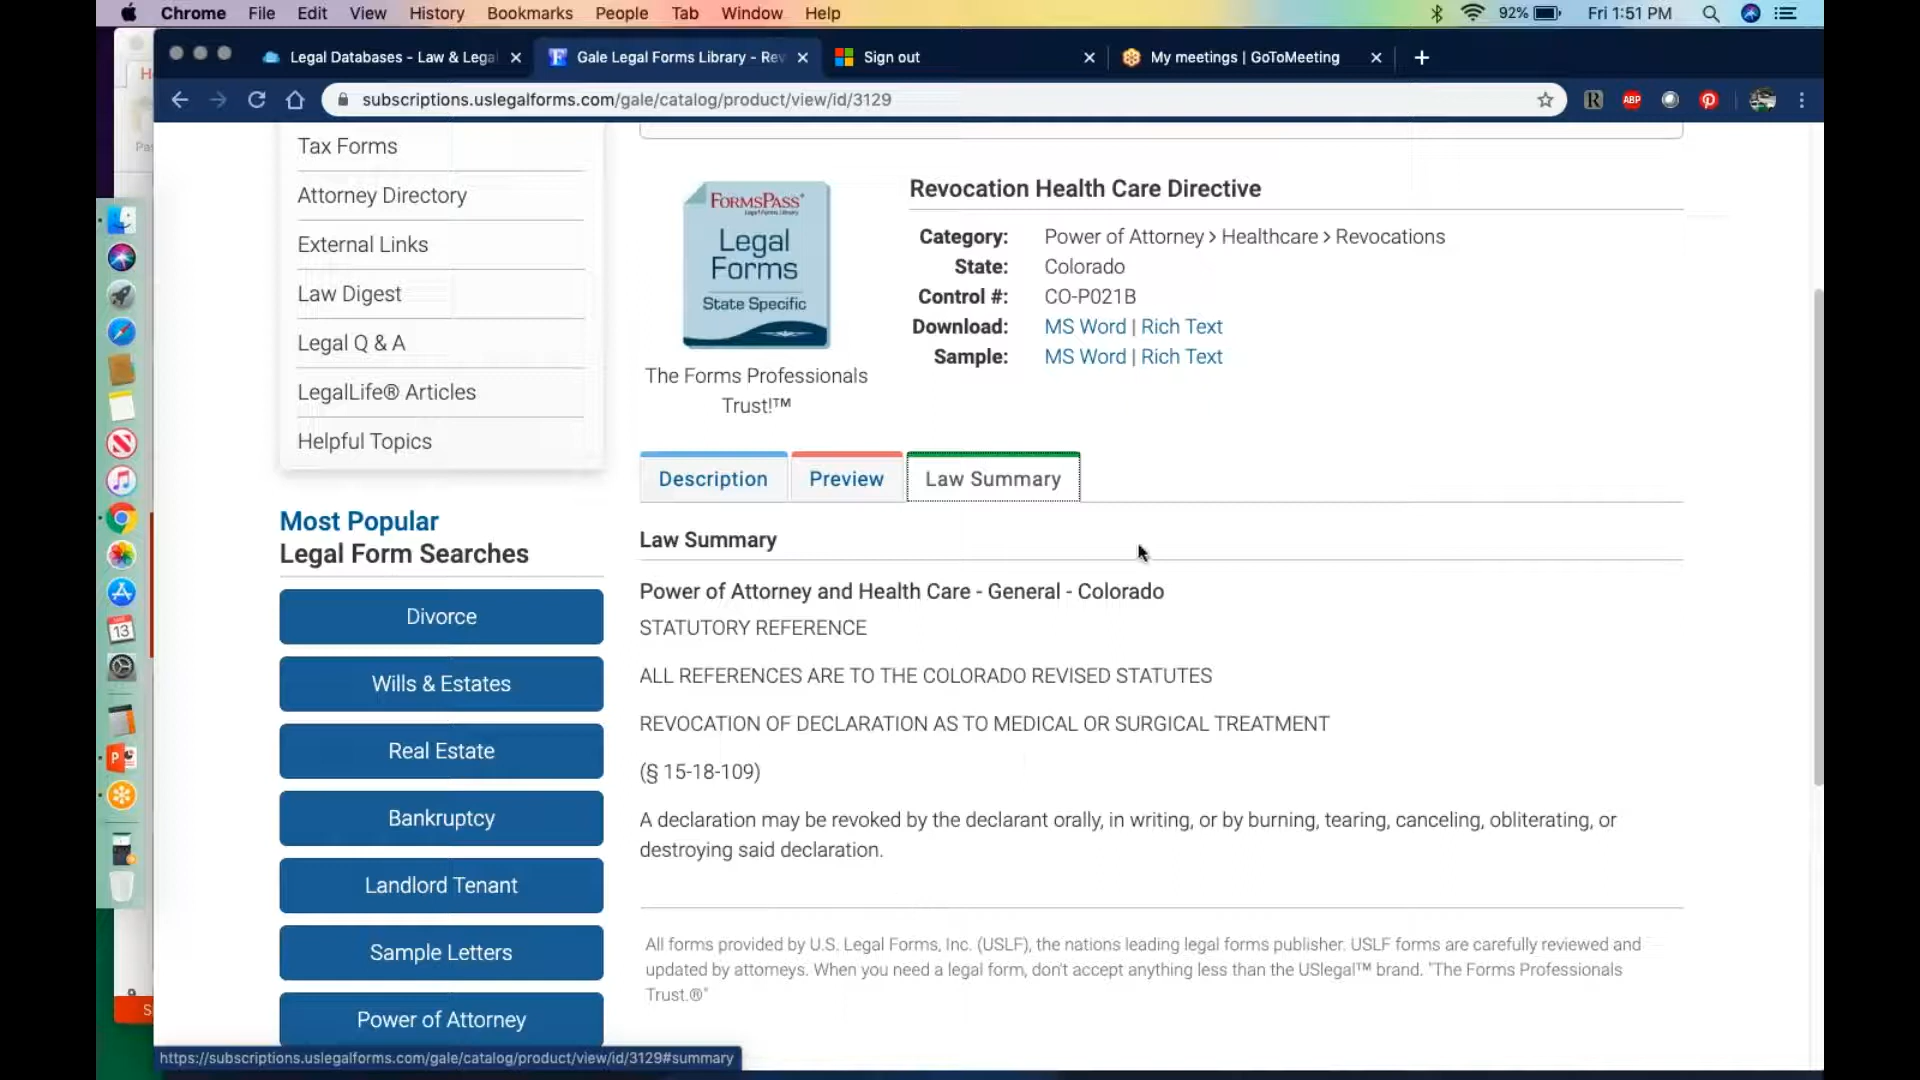 Chrome File Edit View History Bookmarks People Tab Window Help
92% Fri 1:51 PM
Legal Databases - Law & Lega
Gale Legal Forms Library - Rev
Sign out
My meetings | GoToMeeting
subscriptions.uslegalforms.com/gale/catalog/product/view/id/3129
ABP
Tax Forms
Attorney Directory
External Links
Law Digest
Legal Q & A
LegalLife® Articles
Helpful Topics
Most Popular
Legal Form Searches
Divorce
Wills & Estates
Real Estate
Bankruptcy
Landlord Tenant
Sample Letters
Power of Attorney
FORMSPASS®
Legal
Forms
State Specific
The Forms Professionals
Trust!™
Revocation Health Care Directive
Category: Power of Attorney > Healthcare > Revocations
State: Colorado
Control #: CO-P021B
Download: MS Word | Rich Text
Sample: MS Word | Rich Text
Description Preview Law Summary
Law Summary
Power of Attorney and Health Care - General - Colorado
STATUTORY REFERENCE
ALL REFERENCES ARE TO THE COLORADO REVISED STATUTES
REVOCATION OF DECLARATION AS TO MEDICAL OR SURGICAL TREATMENT
(§ 15-18-109)
A declaration may be revoked by the declarant orally, in writing, or by burning, tearing, canceling, obliterating, or
destroying said declaration.
All forms provided by U.S. Legal Forms, Inc. (USLF), the nations leading legal forms publisher. USLF forms are carefully reviewed and
updated by attorneys. When you need a legal form, don't accept anything less than the USlegal™ brand. "The Forms Professionals
Trust.®"
https://subscriptions.uslegalforms.com/gale/catalog/product/view/id/3129#summary